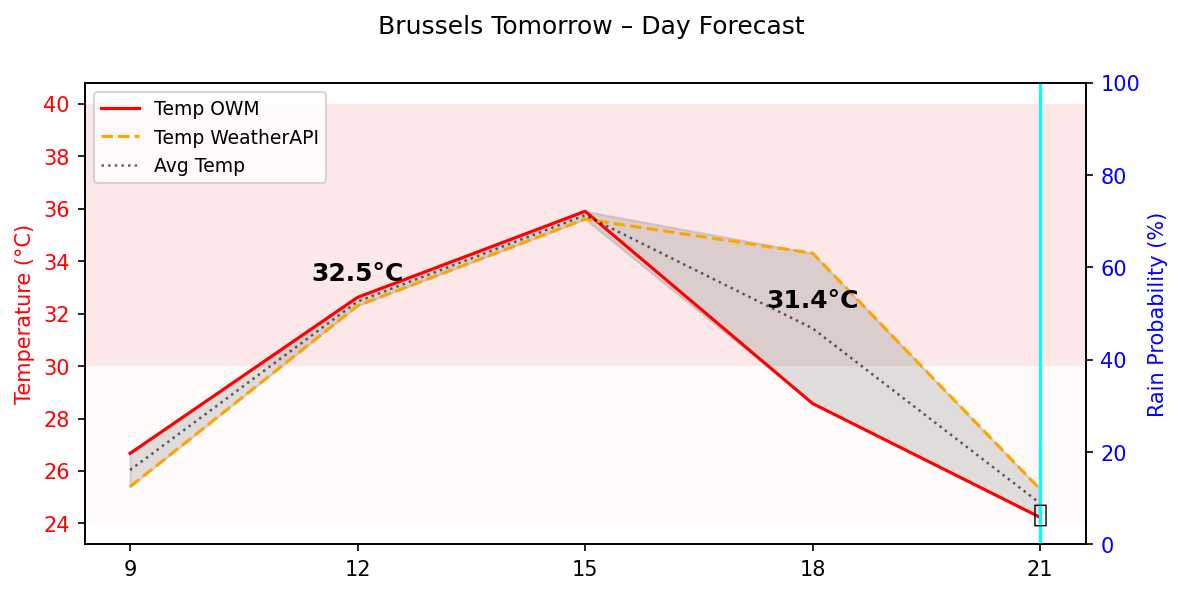 Brussels Tomorrow – Day Forecast
Temp OWM
Temp WeatherAPI
Avg Temp
Temperature (°C)
40
38
36
34
32
30
28
26
24
32.5°C
31.4°C
100
80
60
40
20
0
Rain Probability (%)
9
12
15
18
21